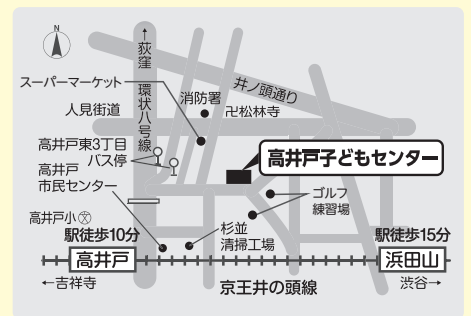 N
↑荻窪
環状八号線
井ノ頭通り
スーパーマーケット
消防署
人見街道
卍松林寺
高井戸東3丁目
バス停
高井戸子どもセンター
高井戸
市民センター
ゴルフ
練習場
高井戸小
文
杉並
清掃工場
駅徒歩10分
高井戸
駅徒歩15分
浜田山
←吉祥寺
京王井の頭線
渋谷→